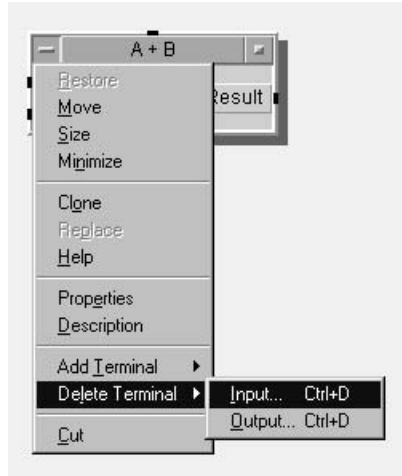 A + B
Restore
Move
Result
Size
Minimize
Clone
Replace
Help
Properties
Description
Add Terminal
Delete Terminal
Input... Ctrl+D
Output... Ctrl+D
Cut